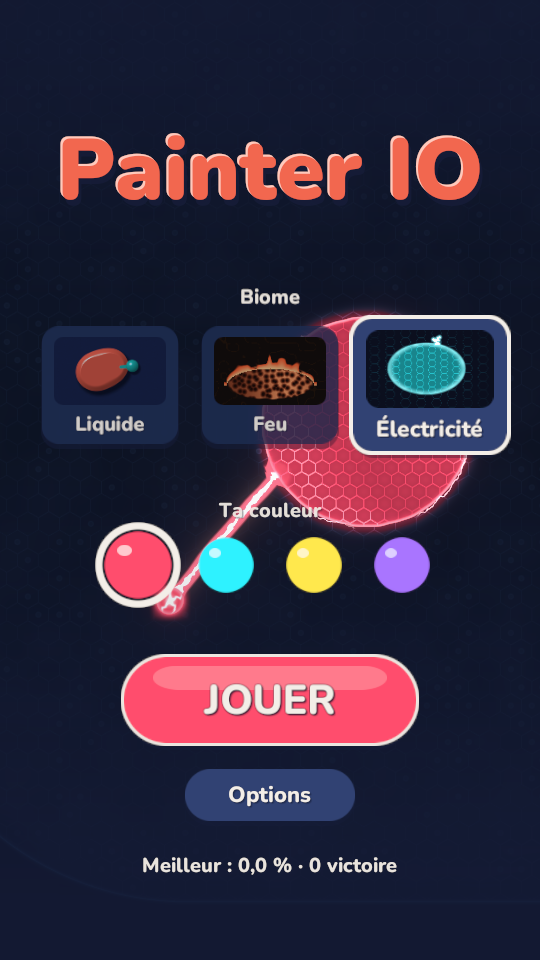 Painter IO
Biome
Liquide
Feu
Électricité
Ta couleur
JOUER
Options
Meilleur : 0,0 % · 0 victoire